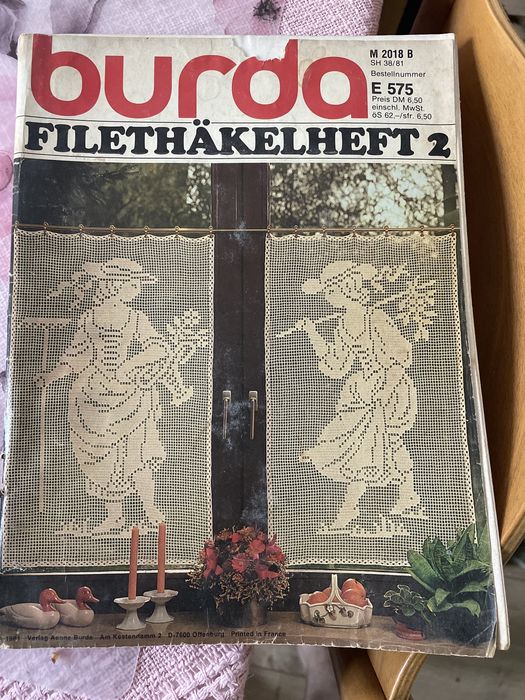 burda
M 2018 B
SH 38/81
Bestellnummer
E 575
Preis DM 6,50
einschl. MwSt.
öS 62,–/sfr. 6,50
FILETHÄKELHEFT 2
1981 Verlag Aenne Burda Am Kestendamm 2 D-7600 Offenburg Printed in France